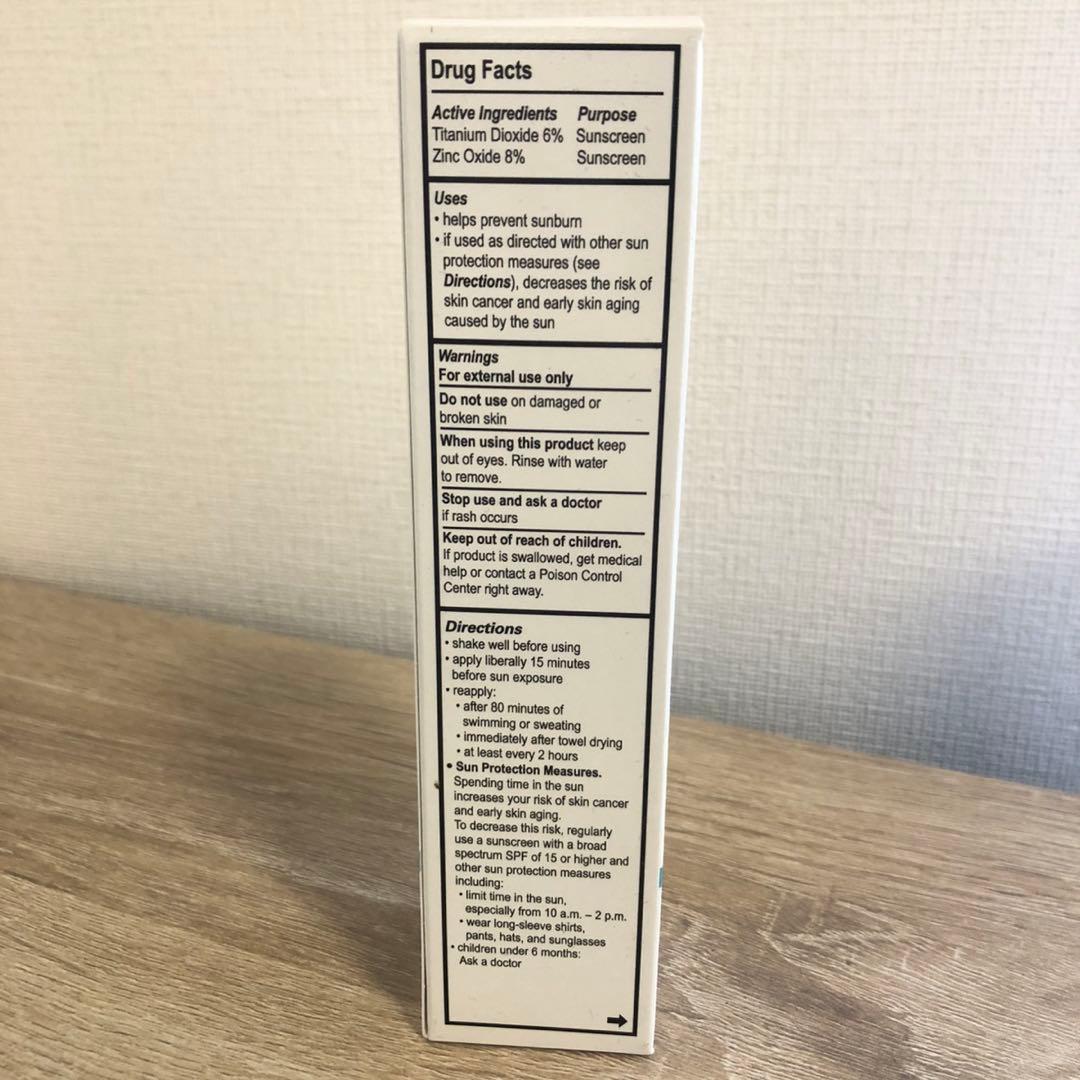 Drug Facts
Active Ingredients Purpose
Titanium Dioxide 6% Sunscreen
Zinc Oxide 8% Sunscreen
Uses
• helps prevent sunburn
• if used as directed with other sun
protection measures (see
Directions), decreases the risk of
skin cancer and early skin aging
caused by the sun
Warnings
For external use only
Do not use on damaged or
broken skin
When using this product keep
out of eyes. Rinse with water
to remove.
Stop use and ask a doctor
if rash occurs
Keep out of reach of children.
If product is swallowed, get medical
help or contact a Poison Control
Center right away.
Directions
• shake well before using
• apply liberally 15 minutes
before sun exposure
• reapply:
• after 80 minutes of
swimming or sweating
• immediately after towel drying
• at least every 2 hours
• Sun Protection Measures.
Spending time in the sun
increases your risk of skin cancer
and early skin aging.
To decrease this risk, regularly
use a sunscreen with a broad
spectrum SPF of 15 or higher and
other sun protection measures
including:
• limit time in the sun,
especially from 10 a.m. – 2 p.m.
• wear long-sleeve shirts,
pants, hats, and sunglasses
• children under 6 months:
Ask a doctor